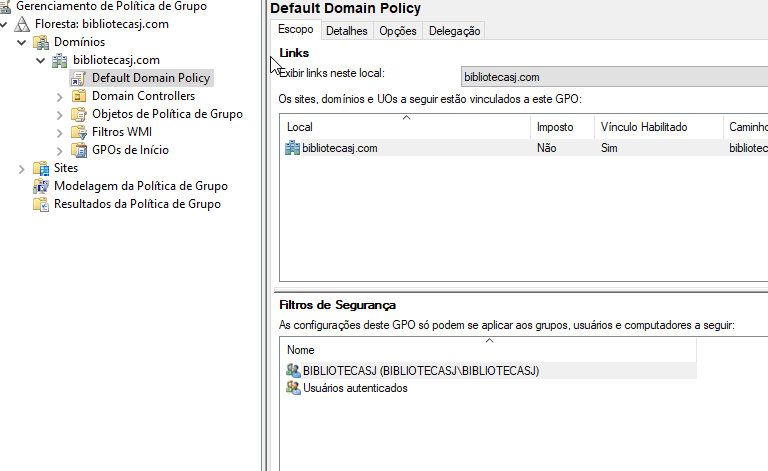 Gerenciamento de Política de Grupo
Floresta: bibliotecasj.com
Domínios
bibliotecasj.com
Default Domain Policy
Domain Controllers
Objetos de Política de Grupo
Filtros WMI
GPOs de Início
Sites
Modelagem da Política de Grupo
Resultados da Política de Grupo
Default Domain Policy
Escopo Detalhes Opções Delegação
Links
Exibir links neste local: bibliotecasj.com
Os sites, domínios e UOs a seguir estão vinculados a este GPO:
Local Imposto Vínculo Habilitado Caminho
bibliotecasj.com Não Sim bibliotec
Filtros de Segurança
As configurações deste GPO só podem se aplicar aos grupos, usuários e computadores a seguir:
Nome
BIBLIOTECASJ (BIBLIOTECASJ\BIBLIOTECASJ)
Usuários autenticados